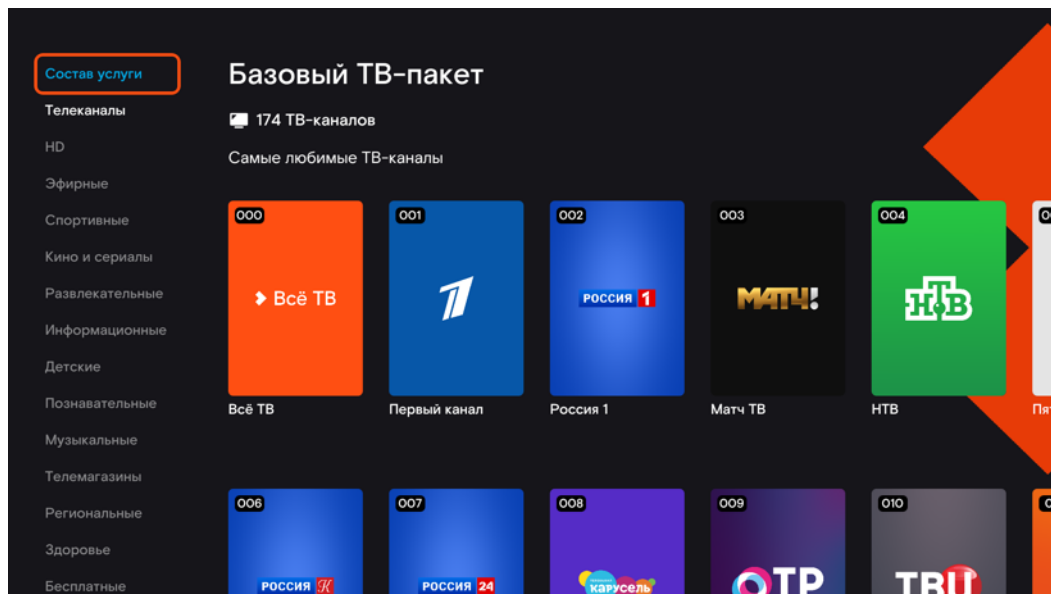 Состав услуги
Телеканалы
HD
Эфирные
Спортивные
Кино и сериалы
Развлекательные
Информационные
Детские
Познавательные
Музыкальные
Телемагазины
Региональные
Здоровье
Бесплатные
Базовый ТВ-пакет
174 ТВ-каналов
Самые любимые ТВ-каналы
000
001
002
003
004
Всё ТВ
1
РОССИЯ 1
МАТЧ!
НТВ
Всё ТВ
Первый канал
Россия 1
Матч ТВ
НТВ
006
007
008
009
010
РОССИЯ К
РОССИЯ 24
карусель
ОТР
ТВЦ